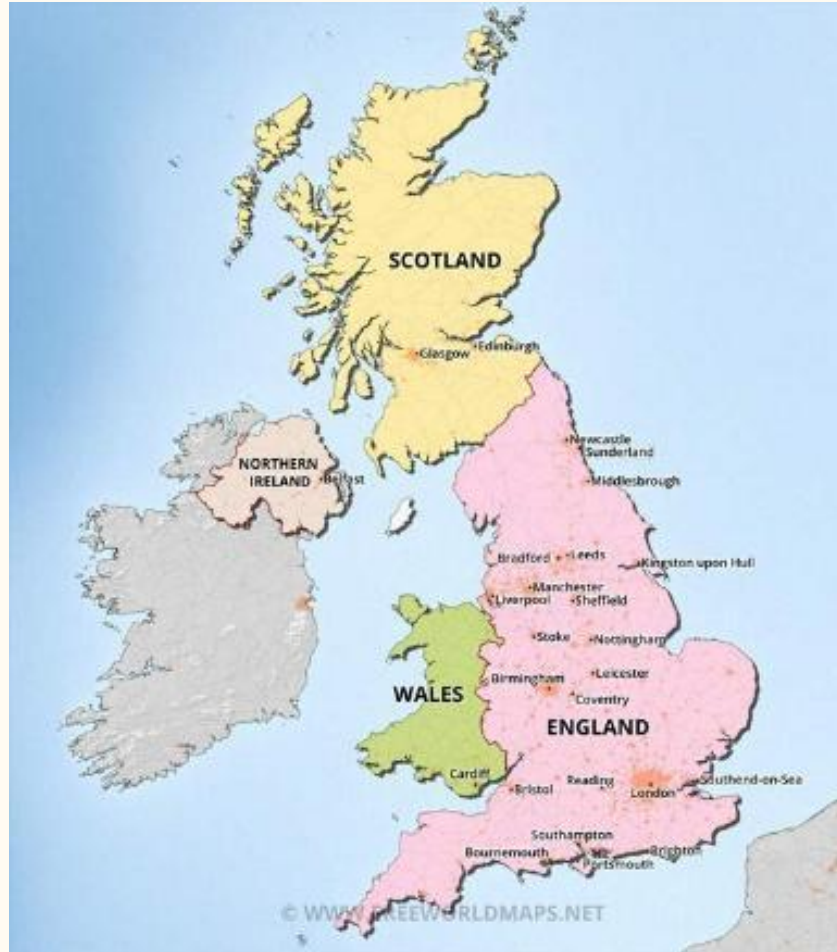 SCOTLAND
Glasgow
Edinburgh
Newcastle
Sunderland
NORTHERN
IRELAND
Belfast
Middlesbrough
Bradford
Leeds
Kingston upon Hull
Manchester
Liverpool
Sheffield
Stoke
Nottingham
Birmingham
Leicester
WALES
Coventry
ENGLAND
Cardiff
Bristol
Reading
London
Southend-on-Sea
Southampton
Bournemouth
Brighton
Portsmouth
© WWW.FREEWORLDMAPS.NET